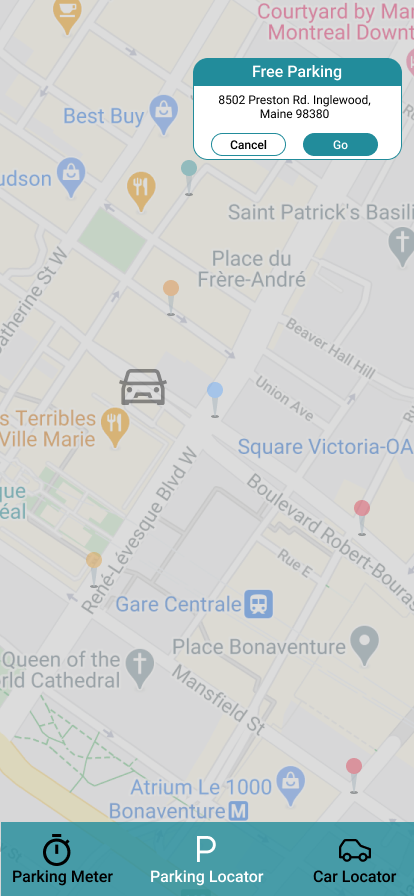 Courtyard by Mar
Montreal Downt
Free Parking
8502 Preston Rd. Inglewood,
Maine 98380
Cancel
Go
Best Buy
udson
Saint Patrick's Basili
Place du
Frère-André
atherine St W
Beaver Hall Hill
Union Ave
s Terribles
Ville Marie
Square Victoria-OA
que
éal
René-Lévesque Blvd W
Boulevard Robert-Bouras
Rue E
Gare Centrale
Place Bonaventure
Queen of the
rld Cathedral
Mansfield St
Atrium Le 1000
Bonaventure M
Parking Meter
P
Parking Locator
Car Locator